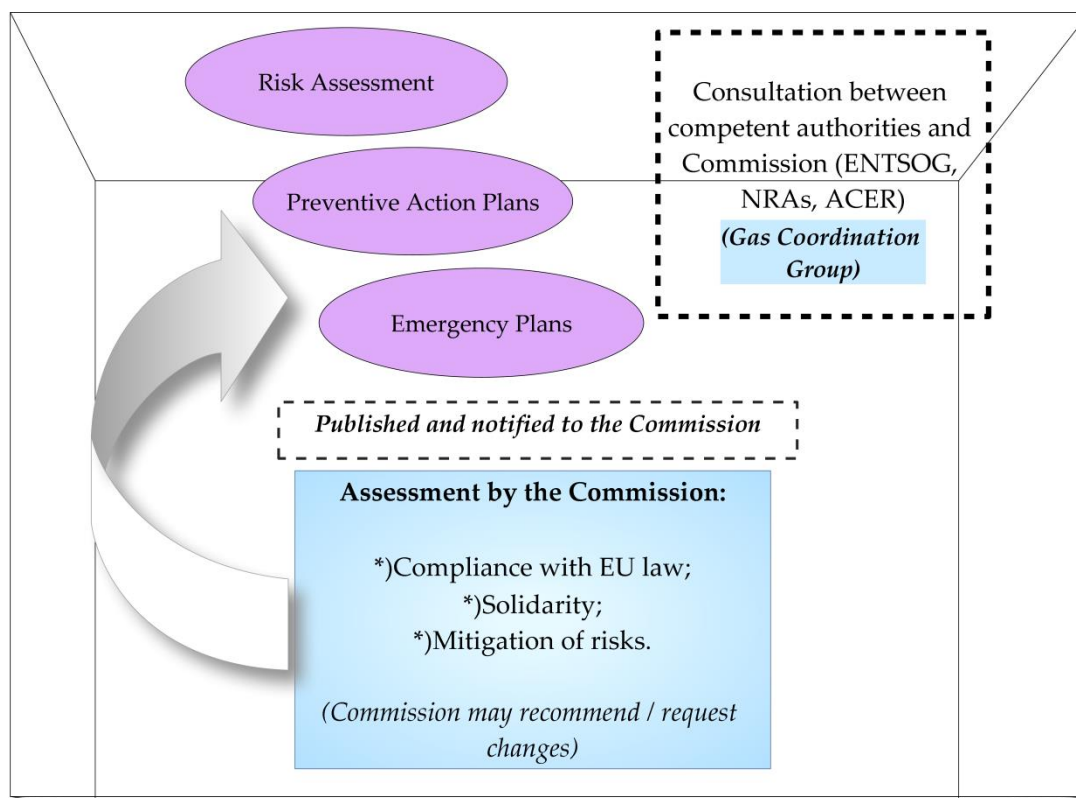 Risk Assessment
Preventive Action Plans
Emergency Plans
Consultation between
competent authorities and
Commission (ENTSOG,
NRAs, ACER)
(Gas Coordination
Group)
Published and notified to the Commission
Assessment by the Commission:
*)Compliance with EU law;
*)Solidarity;
*)Mitigation of risks.
(Commission may recommend / request
changes)